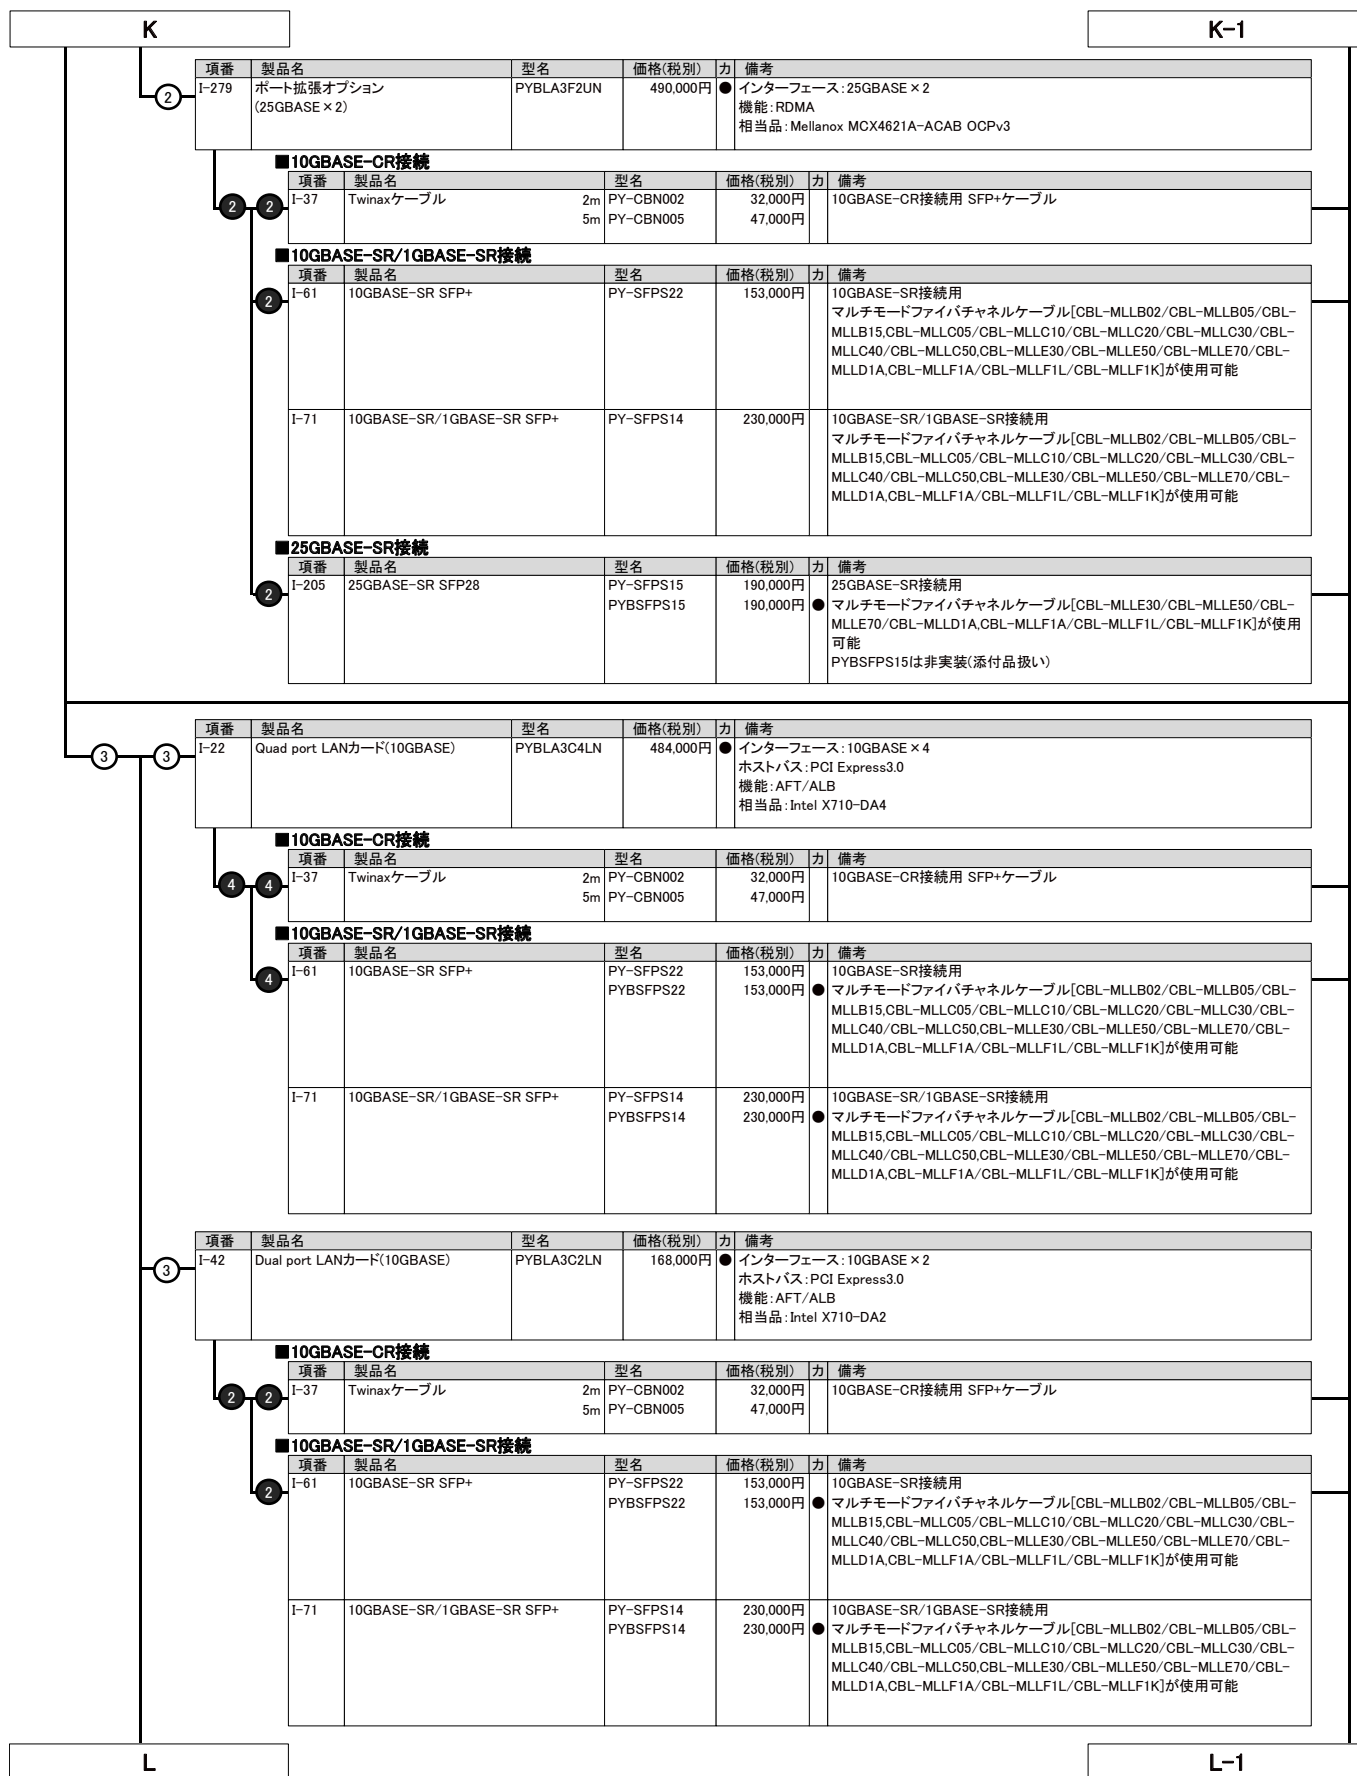 K
K-1
項番 製品名 型名 価格(税別) カ 備考
② I-279 ポート拡張オプション PYBLA3F2UN 490,000円 ● インターフェース：25GBASE×2
(25GBASE×2) 機能：RDMA
相当品：Mellanox MCX4621A-ACAB OCPv3
■10GBASE-CR接続
項番 製品名 型名 価格(税別) カ 備考
2 2 I-37 Twinaxケーブル 2m PY-CBN002 32,000円 10GBASE-CR接続用 SFP+ケーブル
5m PY-CBN005 47,000円
■10GBASE-SR/1GBASE-SR接続
項番 製品名 型名 価格(税別) カ 備考
2 I-61 10GBASE-SR SFP+ PY-SFPS22 153,000円 10GBASE-SR接続用
マルチモードファイバチャネルケーブル[CBL-MLLB02/CBL-MLLB05/CBL-
MLLB15,CBL-MLLC05/CBL-MLLC10/CBL-MLLC20/CBL-MLLC30/CBL-
MLLC40/CBL-MLLC50,CBL-MLLE30/CBL-MLLE50/CBL-MLLE70/CBL-
MLLD1A,CBL-MLLF1A/CBL-MLLF1L/CBL-MLLF1K]が使用可能
I-71 10GBASE-SR/1GBASE-SR SFP+ PY-SFPS14 230,000円 10GBASE-SR/1GBASE-SR接続用
マルチモードファイバチャネルケーブル[CBL-MLLB02/CBL-MLLB05/CBL-
MLLB15,CBL-MLLC05/CBL-MLLC10/CBL-MLLC20/CBL-MLLC30/CBL-
MLLC40/CBL-MLLC50,CBL-MLLE30/CBL-MLLE50/CBL-MLLE70/CBL-
MLLD1A,CBL-MLLF1A/CBL-MLLF1L/CBL-MLLF1K]が使用可能
■25GBASE-SR接続
項番 製品名 型名 価格(税別) カ 備考
2 I-205 25GBASE-SR SFP28 PY-SFPS15 190,000円 25GBASE-SR接続用
PYBSFPS15 190,000円 ● マルチモードファイバチャネルケーブル[CBL-MLLE30/CBL-MLLE50/CBL-
MLLE70/CBL-MLLD1A,CBL-MLLF1A/CBL-MLLF1L/CBL-MLLF1K]が使用
可能
PYBSFPS15は非実装(添付品扱い)
項番 製品名 型名 価格(税別) カ 備考
③ ③ I-22 Quad port LANカード(10GBASE) PYBLA3C4LN 484,000円 ● インターフェース：10GBASE×4
ホストバス：PCI Express3.0
機能：AFT/ALB
相当品：Intel X710-DA4
■10GBASE-CR接続
項番 製品名 型名 価格(税別) カ 備考
4 4 I-37 Twinaxケーブル 2m PY-CBN002 32,000円 10GBASE-CR接続用 SFP+ケーブル
5m PY-CBN005 47,000円
■10GBASE-SR/1GBASE-SR接続
項番 製品名 型名 価格(税別) カ 備考
4 I-61 10GBASE-SR SFP+ PY-SFPS22 153,000円 10GBASE-SR接続用
PYBSFPS22 153,000円 ● マルチモードファイバチャネルケーブル[CBL-MLLB02/CBL-MLLB05/CBL-
MLLB15,CBL-MLLC05/CBL-MLLC10/CBL-MLLC20/CBL-MLLC30/CBL-
MLLC40/CBL-MLLC50,CBL-MLLE30/CBL-MLLE50/CBL-MLLE70/CBL-
MLLD1A,CBL-MLLF1A/CBL-MLLF1L/CBL-MLLF1K]が使用可能
I-71 10GBASE-SR/1GBASE-SR SFP+ PY-SFPS14 230,000円 10GBASE-SR/1GBASE-SR接続用
PYBSFPS14 230,000円 ● マルチモードファイバチャネルケーブル[CBL-MLLB02/CBL-MLLB05/CBL-
MLLB15,CBL-MLLC05/CBL-MLLC10/CBL-MLLC20/CBL-MLLC30/CBL-
MLLC40/CBL-MLLC50,CBL-MLLE30/CBL-MLLE50/CBL-MLLE70/CBL-
MLLD1A,CBL-MLLF1A/CBL-MLLF1L/CBL-MLLF1K]が使用可能
項番 製品名 型名 価格(税別) カ 備考
③ I-42 Dual port LANカード(10GBASE) PYBLA3C2LN 168,000円 ● インターフェース：10GBASE×2
ホストバス：PCI Express3.0
機能：AFT/ALB
相当品：Intel X710-DA2
■10GBASE-CR接続
項番 製品名 型名 価格(税別) カ 備考
2 2 I-37 Twinaxケーブル 2m PY-CBN002 32,000円 10GBASE-CR接続用 SFP+ケーブル
5m PY-CBN005 47,000円
■10GBASE-SR/1GBASE-SR接続
項番 製品名 型名 価格(税別) カ 備考
2 I-61 10GBASE-SR SFP+ PY-SFPS22 153,000円 10GBASE-SR接続用
PYBSFPS22 153,000円 ● マルチモードファイバチャネルケーブル[CBL-MLLB02/CBL-MLLB05/CBL-
MLLB15,CBL-MLLC05/CBL-MLLC10/CBL-MLLC20/CBL-MLLC30/CBL-
MLLC40/CBL-MLLC50,CBL-MLLE30/CBL-MLLE50/CBL-MLLE70/CBL-
MLLD1A,CBL-MLLF1A/CBL-MLLF1L/CBL-MLLF1K]が使用可能
I-71 10GBASE-SR/1GBASE-SR SFP+ PY-SFPS14 230,000円 10GBASE-SR/1GBASE-SR接続用
PYBSFPS14 230,000円 ● マルチモードファイバチャネルケーブル[CBL-MLLB02/CBL-MLLB05/CBL-
MLLB15,CBL-MLLC05/CBL-MLLC10/CBL-MLLC20/CBL-MLLC30/CBL-
MLLC40/CBL-MLLC50,CBL-MLLE30/CBL-MLLE50/CBL-MLLE70/CBL-
MLLD1A,CBL-MLLF1A/CBL-MLLF1L/CBL-MLLF1K]が使用可能
L
L-1